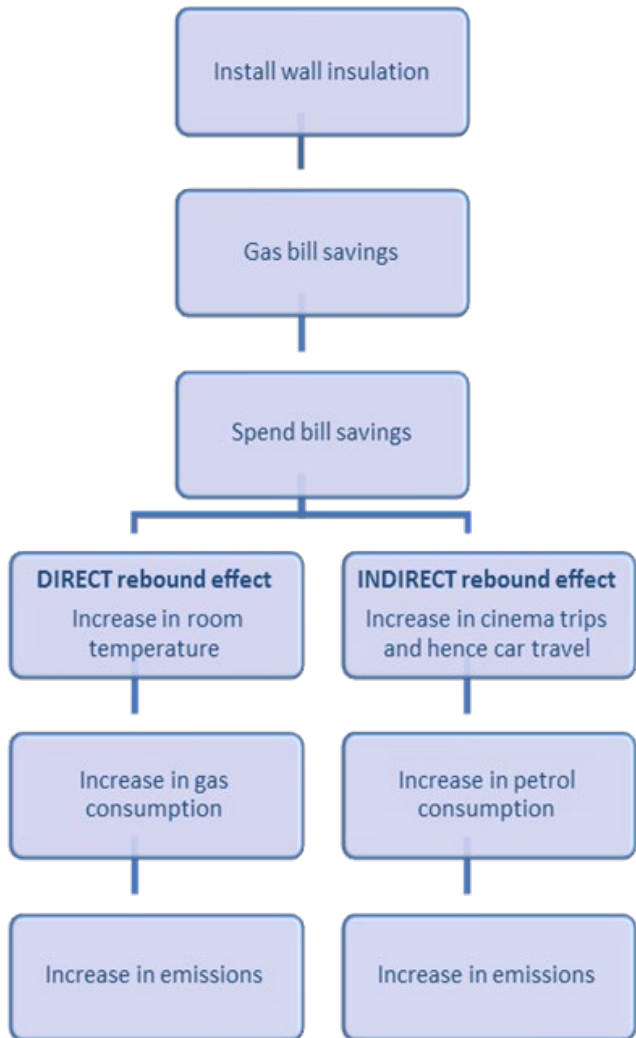 Install wall insulation
Gas bill savings
Spend bill savings
DIRECT rebound effect
Increase in room
temperature
INDIRECT rebound effect
Increase in cinema trips
and hence car travel
Increase in gas
consumption
Increase in petrol
consumption
Increase in emissions
Increase in emissions